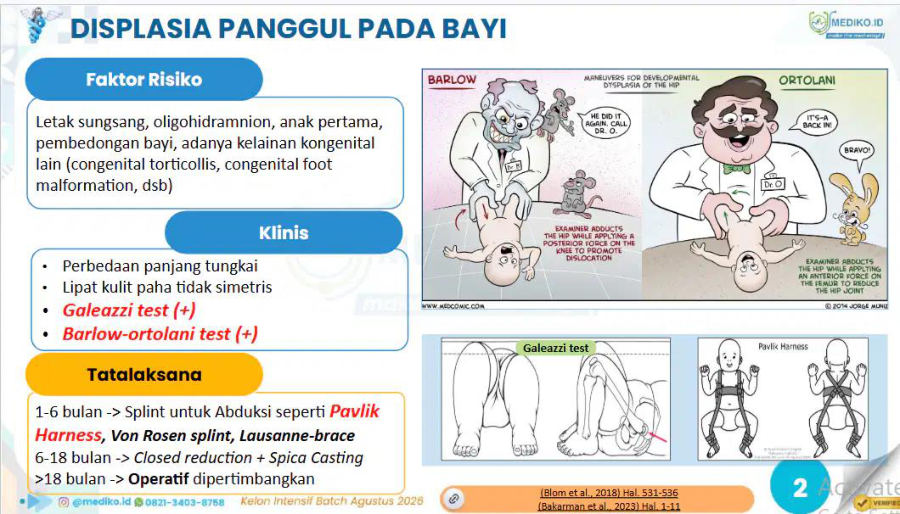 DISPLASIA PANGGUL PADA BAYI
MEDIKO.ID
Faktor Risiko
Letak sungsang, oligohidramnion, anak pertama,
pembedongan bayi, adanya kelainan kongenital
lain (congenital torticollis, congenital foot
malformation, dsb)
Klinis
• Perbedaan panjang tungkai
• Lipat kulit paha tidak simetris
• Galeazzi test (+)
• Barlow-ortolani test (+)
Tatalaksana
1-6 bulan -> Splint untuk Abduksi seperti Pavlik
Harness, Von Rosen splint, Lausanne-brace
6-18 bulan -> Closed reduction + Spica Casting
>18 bulan -> Operatif dipertimbangkan
BARLOW
MANEUVERS FOR DEVELOPMENTAL
DYSPLASIA OF THE HIP
ORTOLANI
HE DID IT
AGAIN. CALL
DR. O.
Dr B
IT'S-A
BACK IN!
BRAVO!
Dr O
EXAMINER ADDUCTS
THE HIP WHILE APPLYING A
POSTERIOR FORCE ON THE
KNEE TO PROMOTE
DISLOCATION
EXAMINER ABDUCTS
THE HIP WHILE APPLYING
AN ANTERIOR FORCE ON
THE FEMUR TO REDUCE
THE HIP JOINT
WWW.MEDCOMIC.COM
© 2014 JORGE MUNIZ
Galeazzi test
Pavlik Harness
@mediko.id 0821-3403-8758 Kelon Intensif Batch Agustus 2026
(Blom et al., 2018) Hal. 531-536
(Bakarman et al., 2023) Hal. 1-11
2
VERIFIED